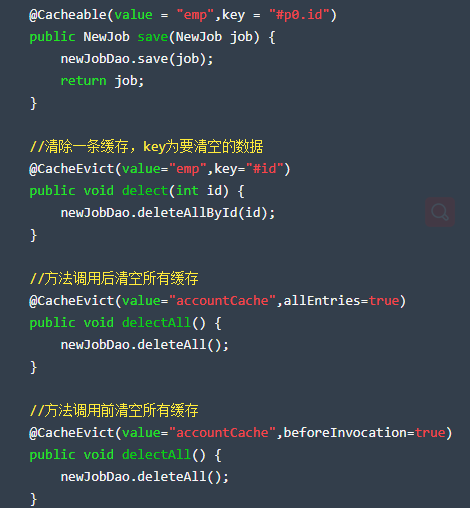 @Cacheable(value = "emp",key = "#p0.id")
public NewJob save(NewJob job) {
newJobDao.save(job);
return job;
}
//清除一条缓存，key为要清空的数据
@CacheEvict(value="emp",key="#id")
public void delect(int id) {
newJobDao.deleteAllById(id);
}
//方法调用后清空所有缓存
@CacheEvict(value="accountCache",allEntries=true)
public void delectAll() {
newJobDao.deleteAll();
}
//方法调用前清空所有缓存
@CacheEvict(value="accountCache",beforeInvocation=true)
public void delectAll() {
newJobDao.deleteAll();
}